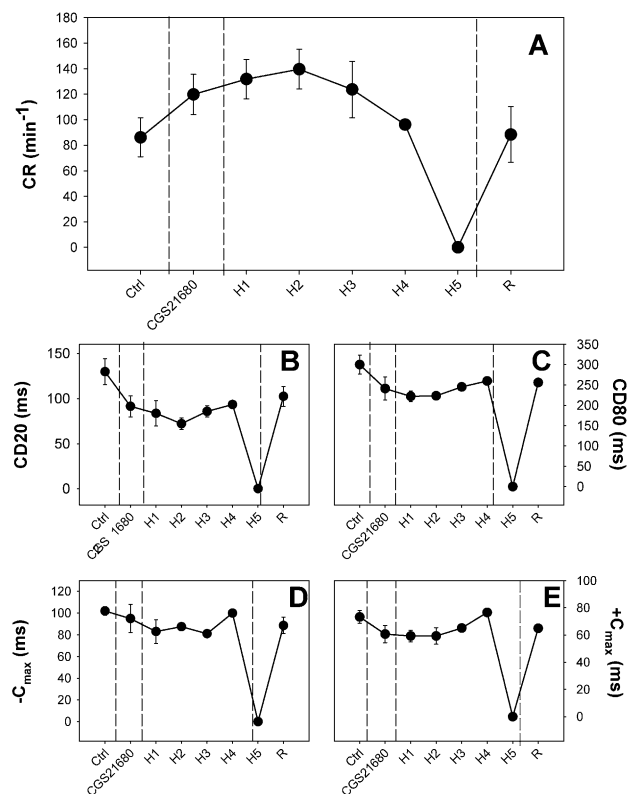 A
180
160
140
120
100
80
60
40
20
0
CR (min⁻¹)
Ctrl
CGS21680
H1
H2
H3
H4
H5
R
B
150
100
50
0
CD20 (ms)
Ctrl
1680
H1
H2
H3
H4
H5
R
C
350
300
250
200
150
100
50
0
CD80 (ms)
Ctrl
CGS21680
H1
H2
H3
H4
H5
R
D
120
100
80
60
40
20
0
-Cmax (ms)
Ctrl
CGS21680
H1
H2
H3
H4
H5
R
E
100
80
60
40
20
0
+Cmax (ms)
Ctrl
CGS21680
H1
H2
H3
H4
H5
R